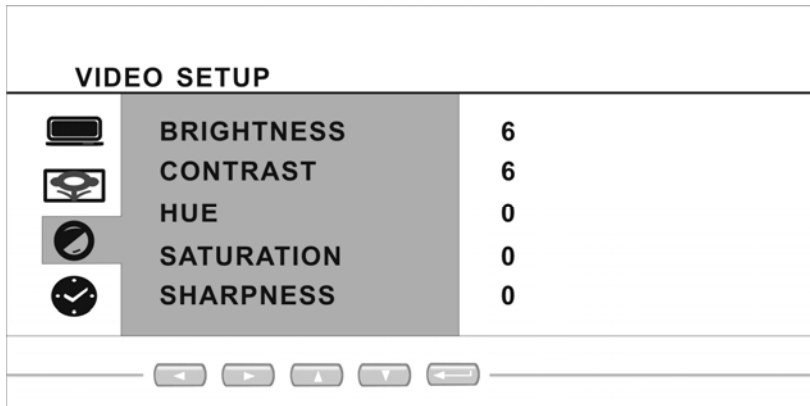 VIDEO SETUP
BRIGHTNESS 6
CONTRAST 6
HUE 0
SATURATION 0
SHARPNESS 0